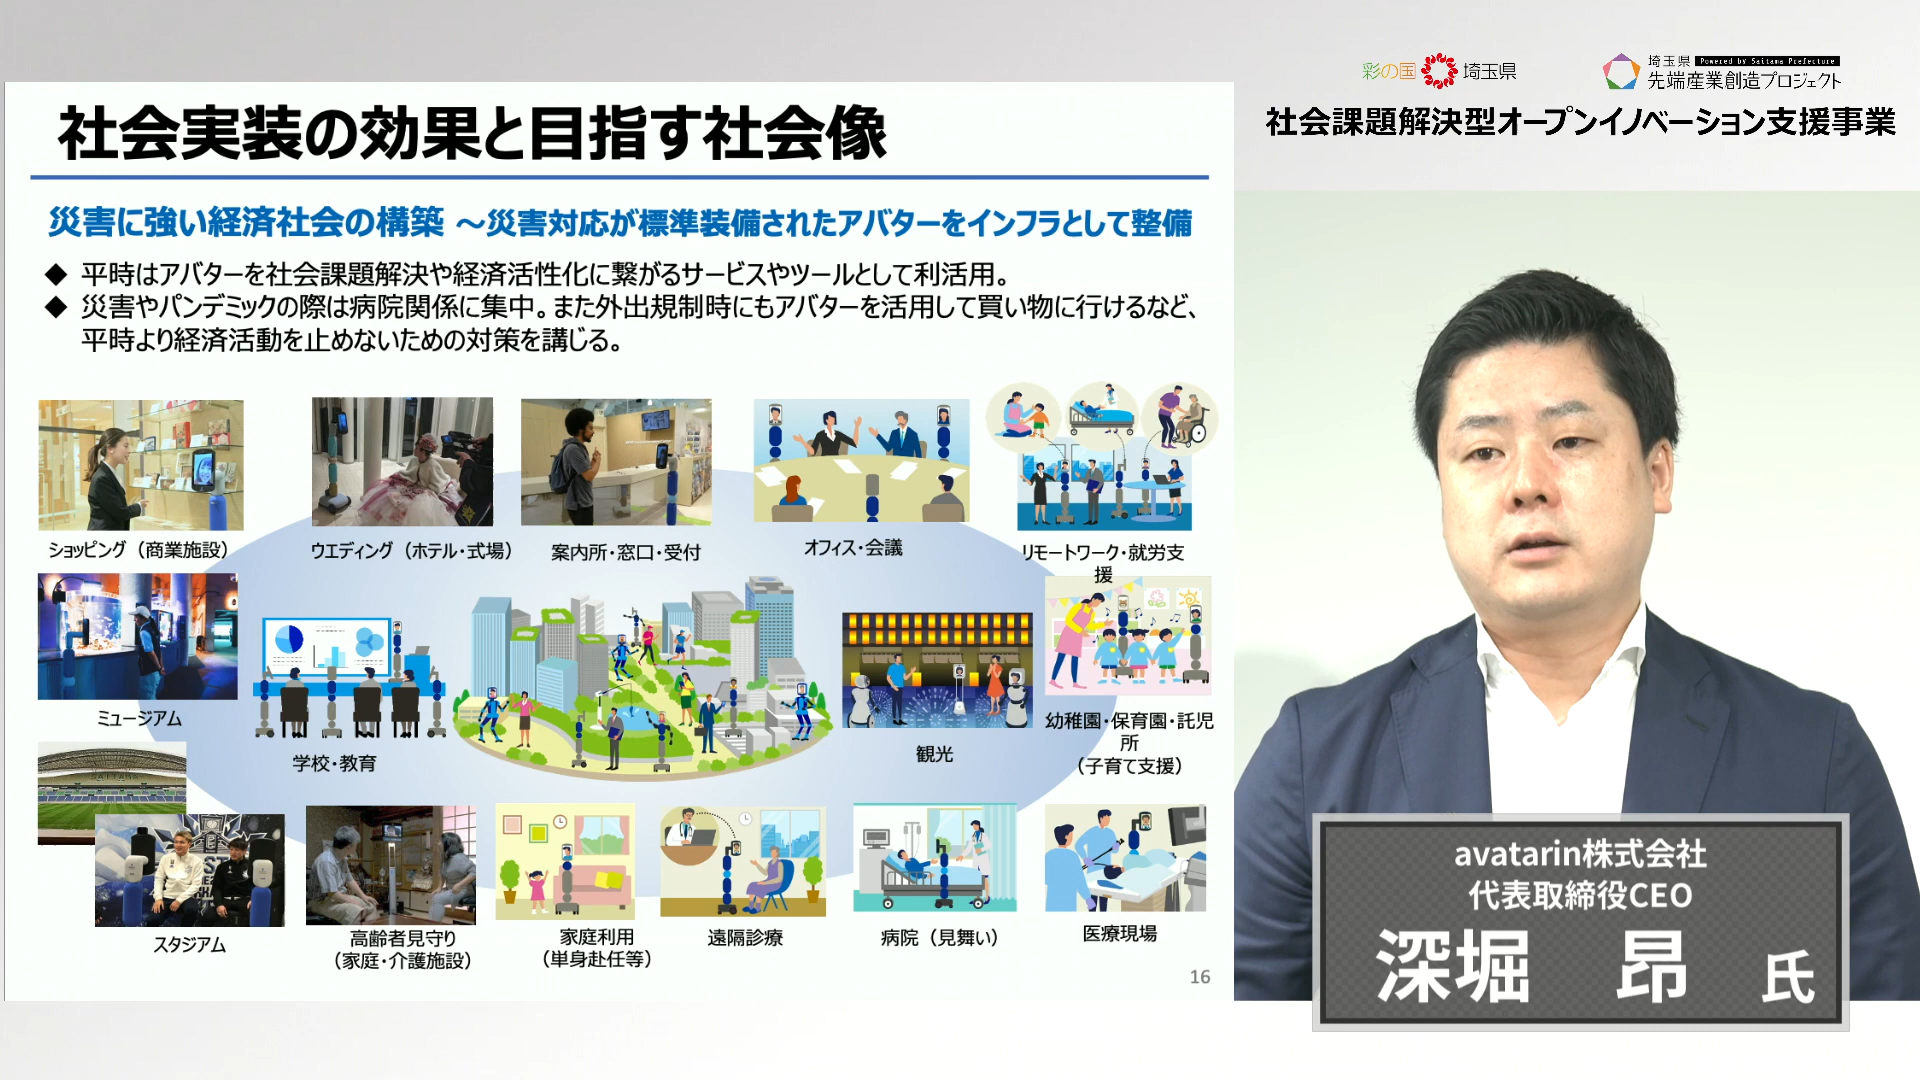 社会実装の効果と目指す社会像
災害に強い経済社会の構築 ～災害対応が標準装備されたアバターをインフラとして整備
◆ 平時はアバターを社会課題解決や経済活性化に繋がるサービスやツールとして利活用。
◆ 災害やパンデミックの際は病院関係に集中。また外出規制時にもアバターを活用して買い物に行けるなど、
平時より経済活動を止めないための対策を講じる。
ショッピング（商業施設）
ウエディング（ホテル・式場）
案内所・窓口・受付
オフィス・会議
リモートワーク・就労支
援
ミュージアム
学校・教育
観光
幼稚園・保育園・託児
所
（子育て支援）
スタジアム
高齢者見守り
（家庭・介護施設）
家庭利用
（単身赴任等）
遠隔診療
病院（見舞い）
医療現場
16
彩の国 埼玉県
埼玉県 Powered by Saitama Prefecture
先端産業創造プロジェクト
社会課題解決型オープンイノベーション支援事業
avatarin株式会社
代表取締役CEO
深堀 昂 氏